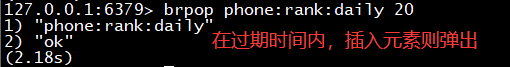 127.0.0.1:6379> brpop phone:rank:daily 20
1) "phone:rank:daily"
2) "ok"
在过期时间内，插入元素则弹出
(2.18s)